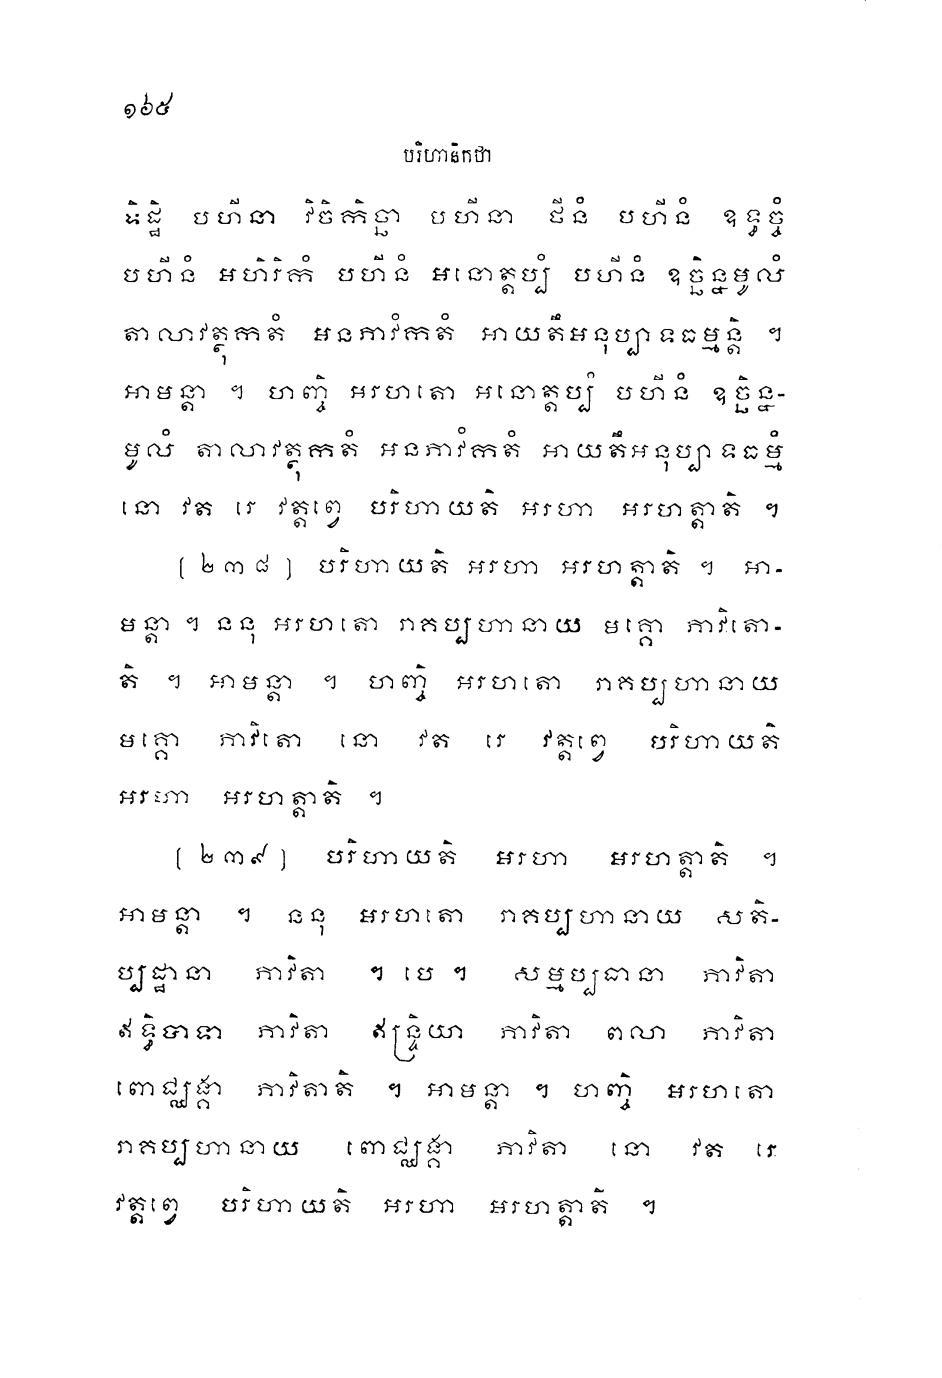 ១៦៥
បរិហានិកថា
ទិដ្ឋិ បហីនា វិចិកិច្ឆា បហីនា ថីនំ បហីនំ ឧទ្ធច្ចំ
បហីនំ អហិរិកំ បហីនំ អនោត្តប្បំ បហីនំ ឧច្ឆិន្នមូលំ
តាលាវត្ថុកតំ អនភាវំកតំ អាយតឹអនុប្បាទធម្មន្តិ ។
អាមន្តា ។ ហញ្ចិ អរហតោ អនោត្តប្បំ បហីនំ ឧច្ឆិន្ន-
មូលំ តាលាវត្ថុកតំ អនភាវំកតំ អាយតឹអនុប្បាទធម្មំ
នោ វត រេ វត្តព្វេ បរិហាយតិ អរហា អរហត្តាតិ ។
[២៣៨] បរិហាយតិ អរហា អរហត្តាតិ ។ អា-
មន្តា ។ ននុ អរហតោ រាគប្បហានាយ មគ្គោ ភាវិតោ-
តិ ។ អាមន្តា ។ ហញ្ចិ អរហតោ រាគប្បហានាយ
មគ្គោ ភាវិតោ នោ វត រេ វត្តព្វេ បរិហាយតិ
អរហា អរហត្តាតិ ។
[២៣៩] បរិហាយតិ អរហា អរហត្តាតិ ។
អាមន្តា ។ ននុ អរហតោ រាគប្បហានាយ សតិ-
ប្បដ្ឋានា ភាវិតា ។ បេ ។ សម្មប្បធានា ភាវិតា
ឥទ្ធិបាទា ភាវិតា ឥន្ទ្រិយា ភាវិតា ពលា ភាវិតា
ពោជ្ឈង្គា ភាវិតាតិ ។ អាមន្តា ។ ហញ្ចិ អរហតោ
រាគប្បហានាយ ពោជ្ឈង្គា ភាវិតា នោ វត រេ
វត្តព្វេ បរិហាយតិ អរហា អរហត្តាតិ ។